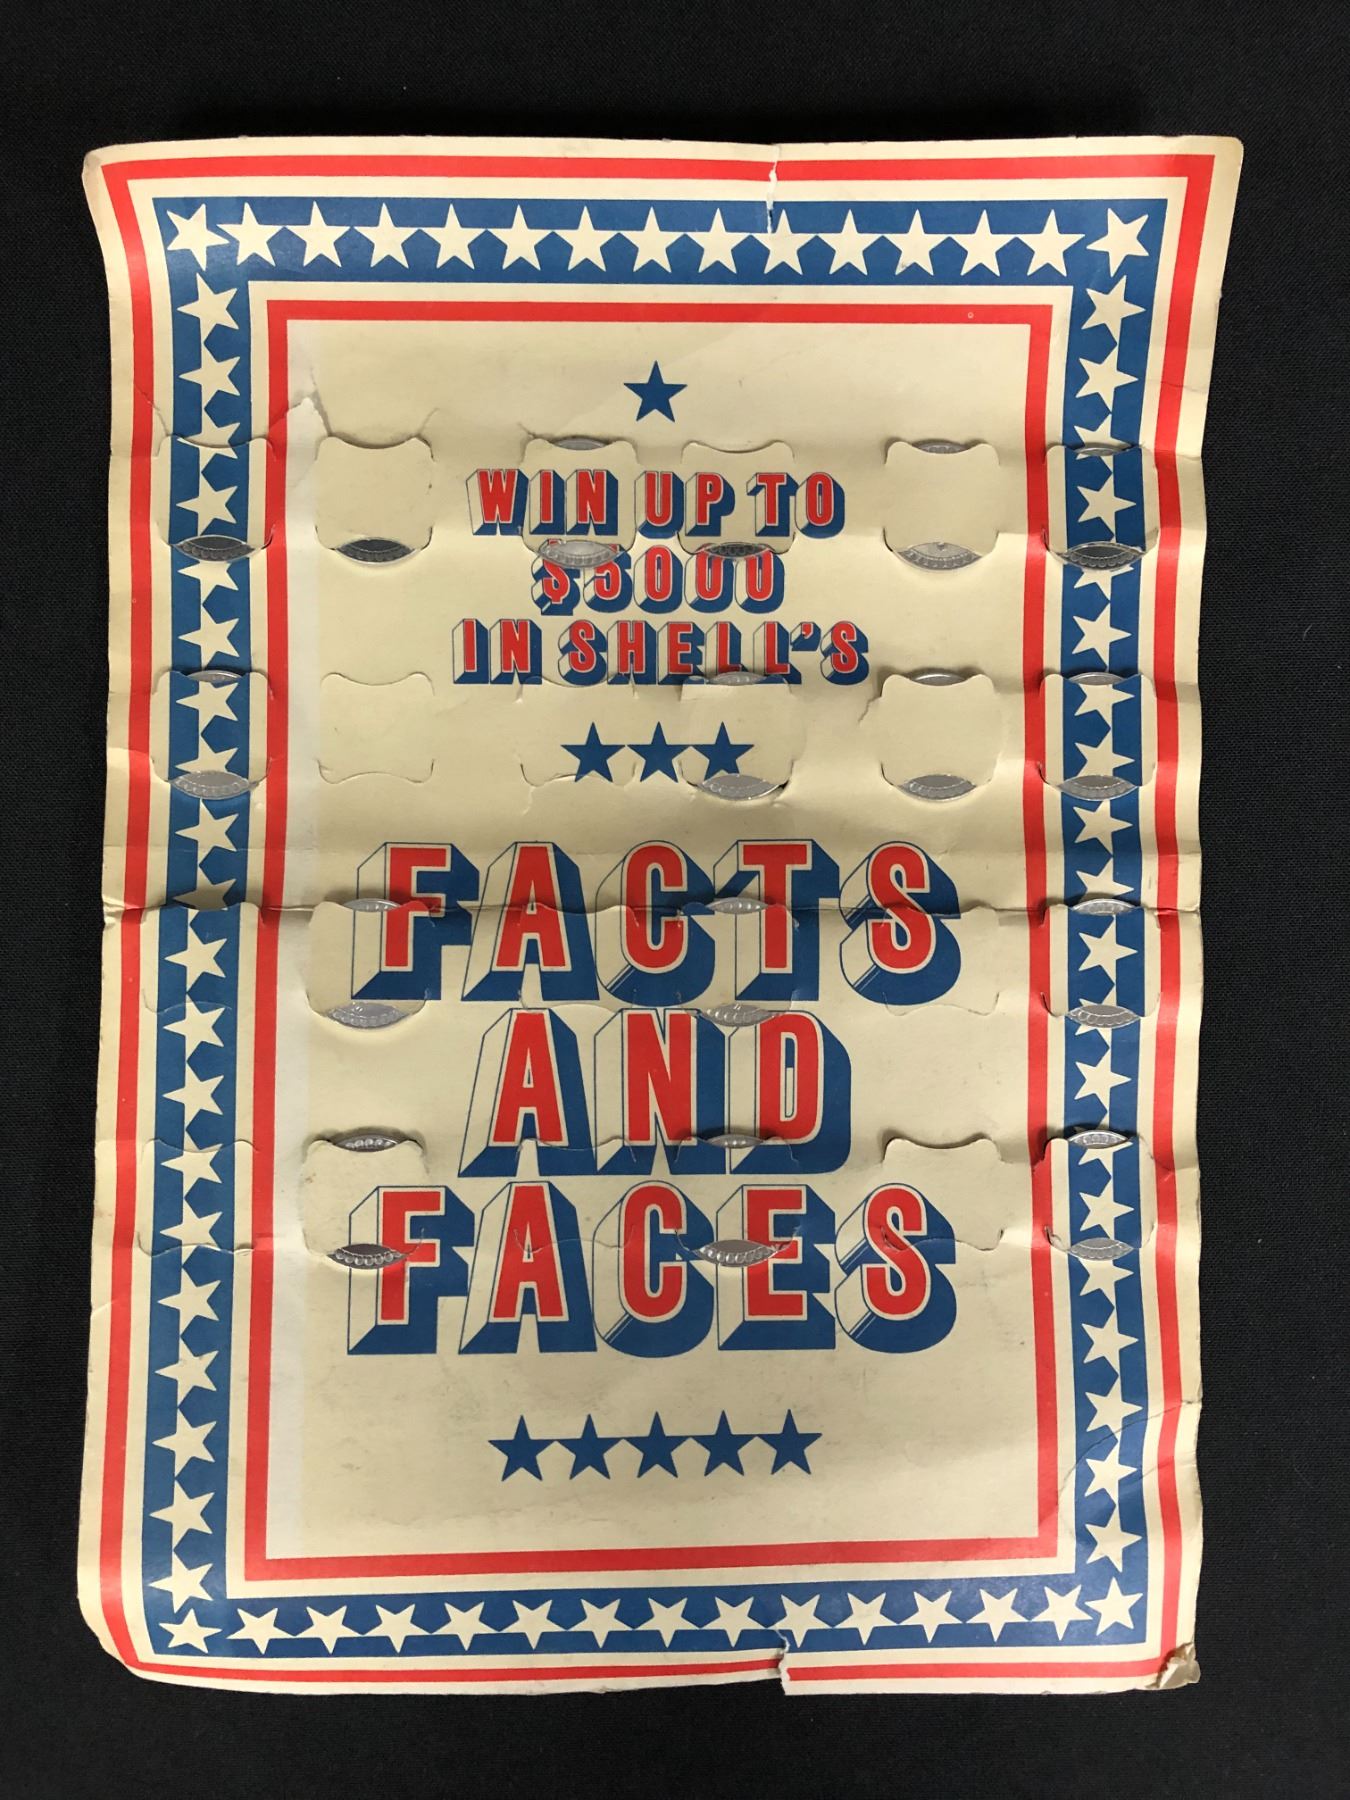 WIN UP TO
$5000
IN SHELL'S
FACTS
AND
FACES